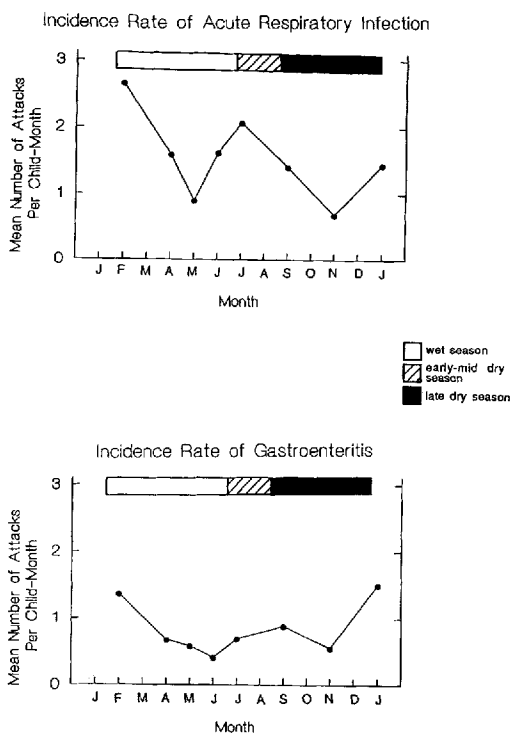 Incidence Rate of Acute Respiratory Infection
Mean Number of Attacks
Per Child-Month
3
2
1
0
J F M A M J J A S O N D J
Month
wet season
early-mid dry
season
late dry season
Incidence Rate of Gastroenteritis
Mean Number of Attacks
Per Child-Month
3
2
1
0
J F M A M J J A S O N D J
Month